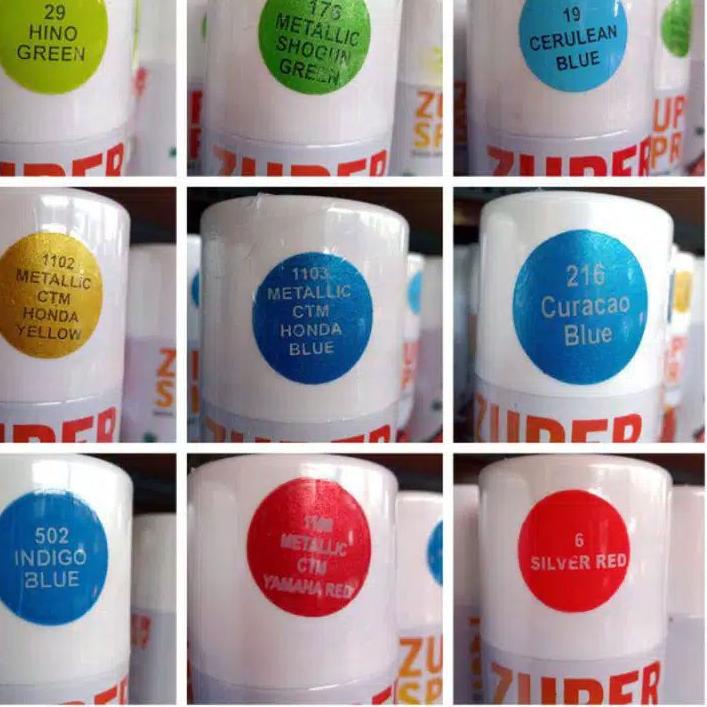 29
HINO
GREEN
176
METALLIC
SHOGUN
GREEN
19
CERULEAN
BLUE
1102
METALLIC
CTM
HONDA
YELLOW
1103
METALLIC
CTM
HONDA
BLUE
216
Curacao
Blue
ZUPER
502
INDIGO
BLUE
METALLIC
CTM
YAMAHA RED
6
SILVER RED
ZUPER